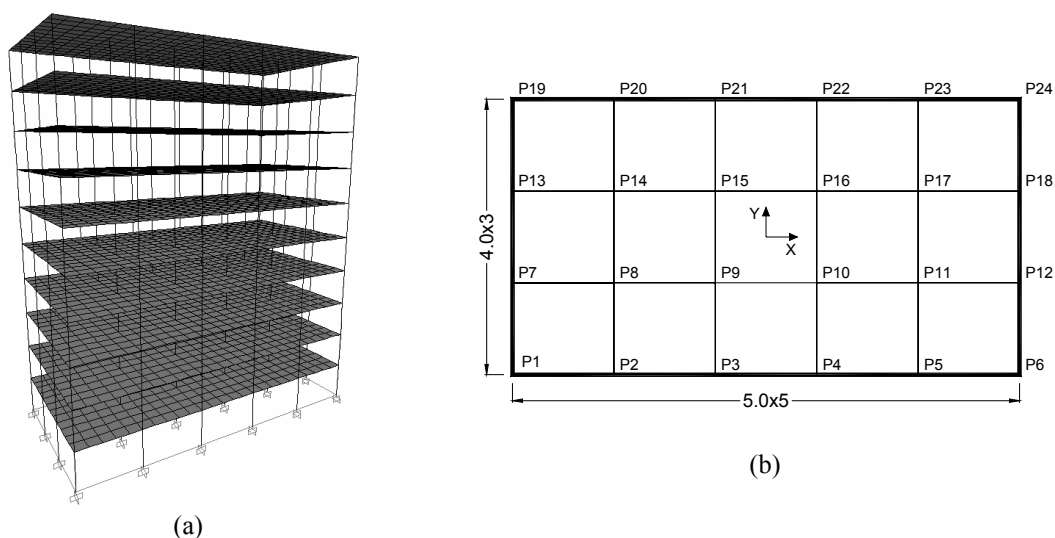 P19 P20 P21 P22 P23 P24
P13 P14 P15 P16 P17 P18
Y
X
4.0x3
P7 P8 P9 P10 P11 P12
P1 P2 P3 P4 P5 P6
5.0x5
(a)
(b)